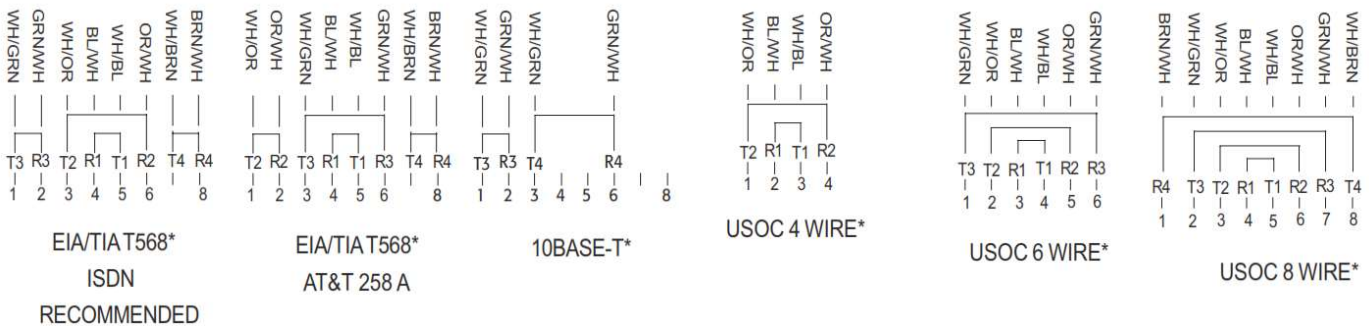 WH/GRN GRN/WH WH/OR BL/WH WH/BL OR/WH WH/BRN BRN/WH
T3 R3 T2 R1 T1 R2 T4 R4
1 2 3 4 5 6 8
EIA/TIA T568*
ISDN
RECOMMENDED
WH/OR OR/WH WH/GRN BL/WH WH/BL GRN/WH WH/BRN BRN/WH
T2 R2 T3 R1 T1 R3 T4 R4
1 2 3 4 5 6 8
EIA/TIA T568*
AT&T 258 A
WH/GRN GRN/WH WH/GRN GRN/WH
T3 R3 T4 R4
1 2 3 4 5 6 8
10BASE-T*
WH/OR BL/WH WH/BL OR/WH
T2 R1 T1 R2
1 2 3 4
USOC 4 WIRE*
WH/GRN WH/OR BL/WH WH/BL OR/WH GRN/WH
T3 T2 R1 T1 R2 R3
1 2 3 4 5 6
USOC 6 WIRE*
BRN/WH WH/GRN WH/OR BL/WH WH/BL OR/WH GRN/WH WH/BRN
R4 T3 T2 R1 T1 R2 R3 T4
1 2 3 4 5 6 7 8
USOC 8 WIRE*